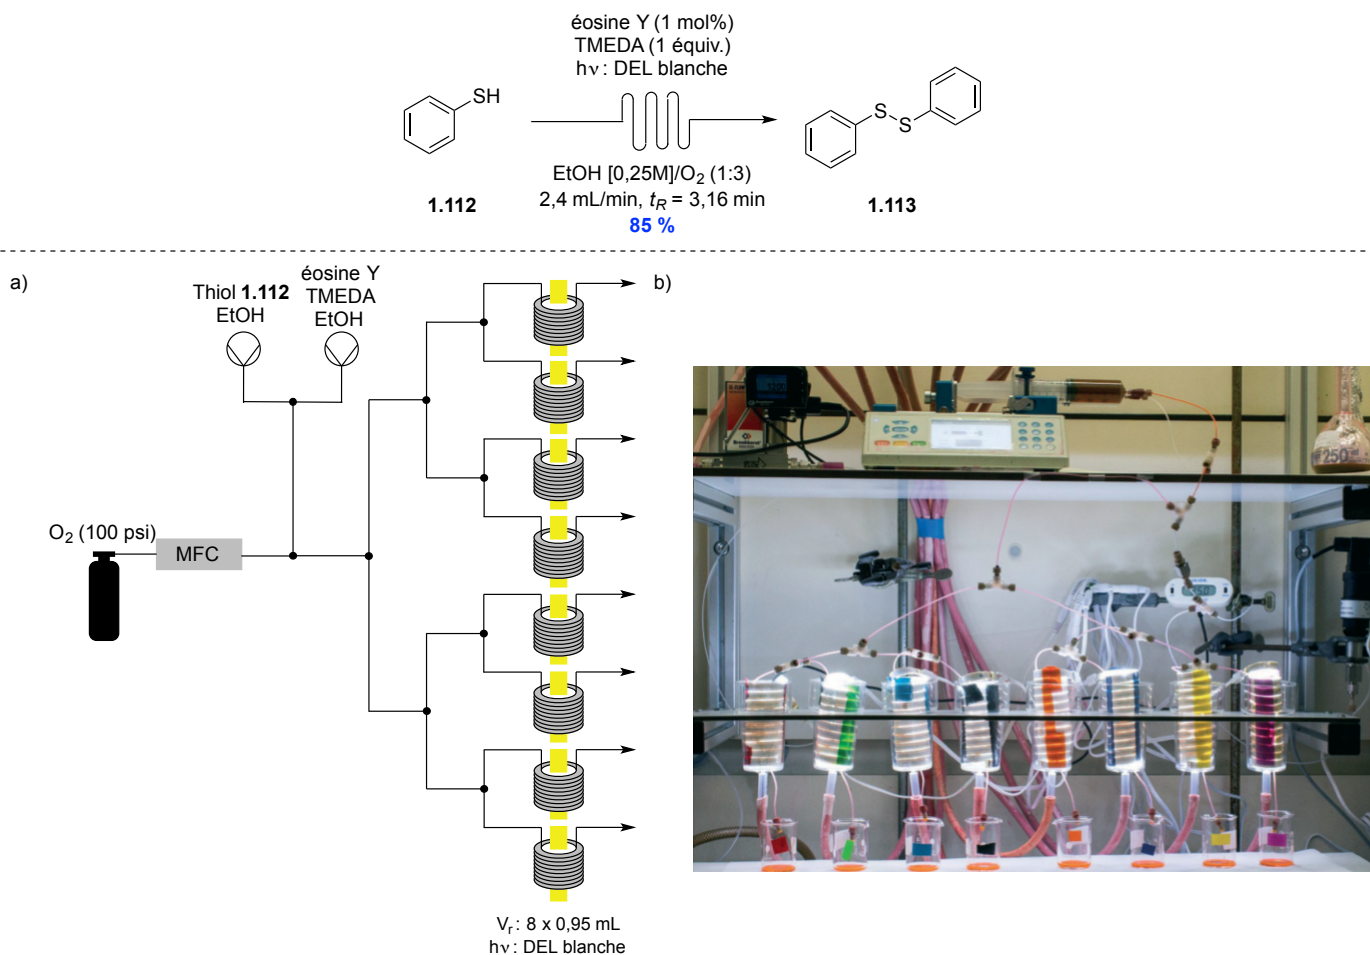 éosine Y (1 mol%)
TMEDA (1 équiv.)
hν : DEL blanche
SH
S
S
EtOH [0,25M]/O₂ (1:3)
1.112
2,4 mL/min, tR = 3,16 min
1.113
85 %
a)
Thiol 1.112
EtOH
éosine Y
TMEDA
EtOH
b)
O₂ (100 psi)
MFC
250
Vr : 8 x 0,95 mL
hν : DEL blanche